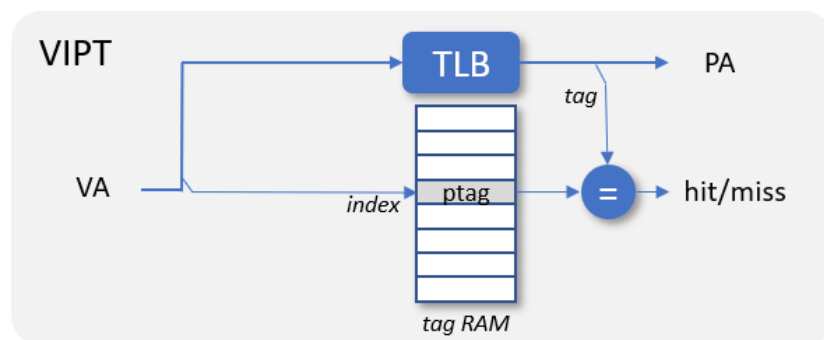 VIPT
TLB
PA
tag
VA
index
ptag
=
hit/miss
tag RAM